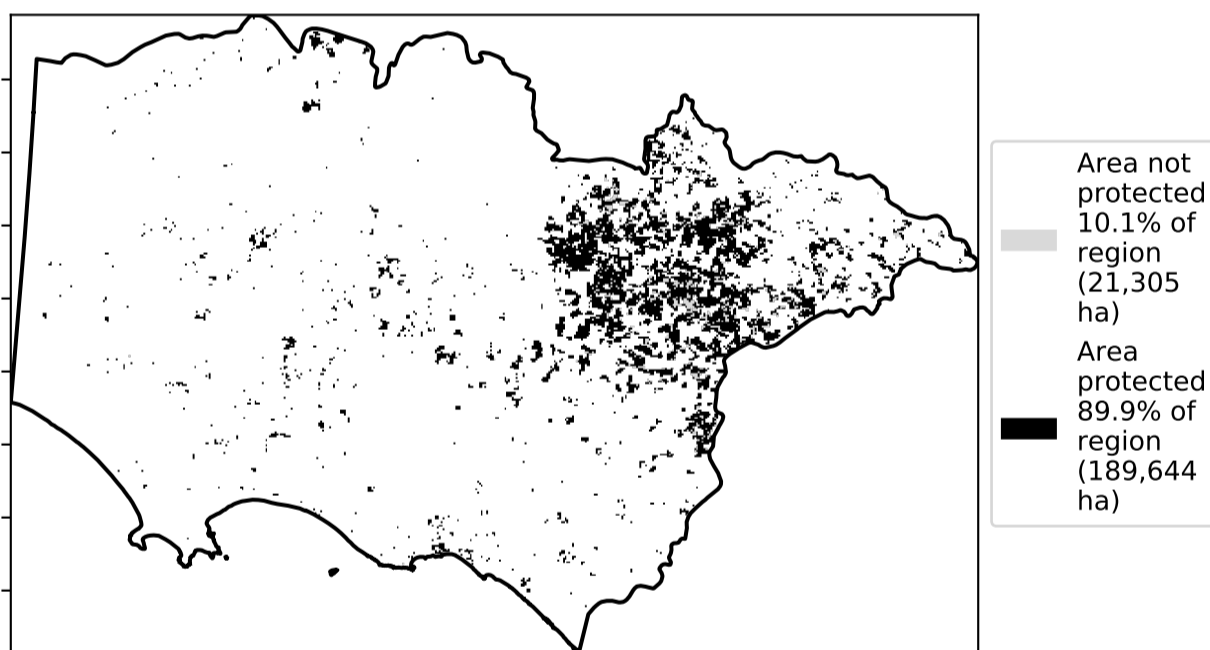 Area not
protected
10.1% of
region
(21,305
ha)
Area
protected
89.9% of
region
(189,644
ha)